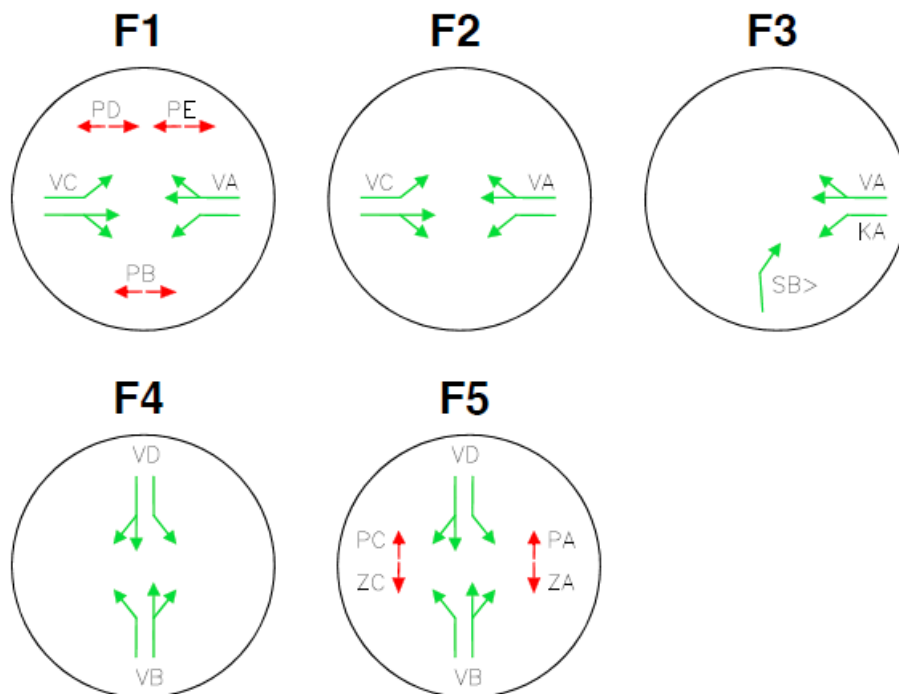 F1 F2 F3
PD PE
VC VA VC VA VA
KA
PB SB>
F4 F5
VD VD
PC PA
ZC ZA
VB VB